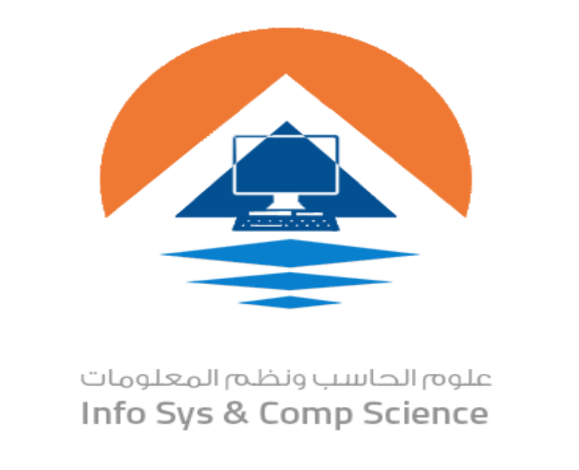 علوم الحاسب ونظم المعلومات
Info Sys & Comp Science